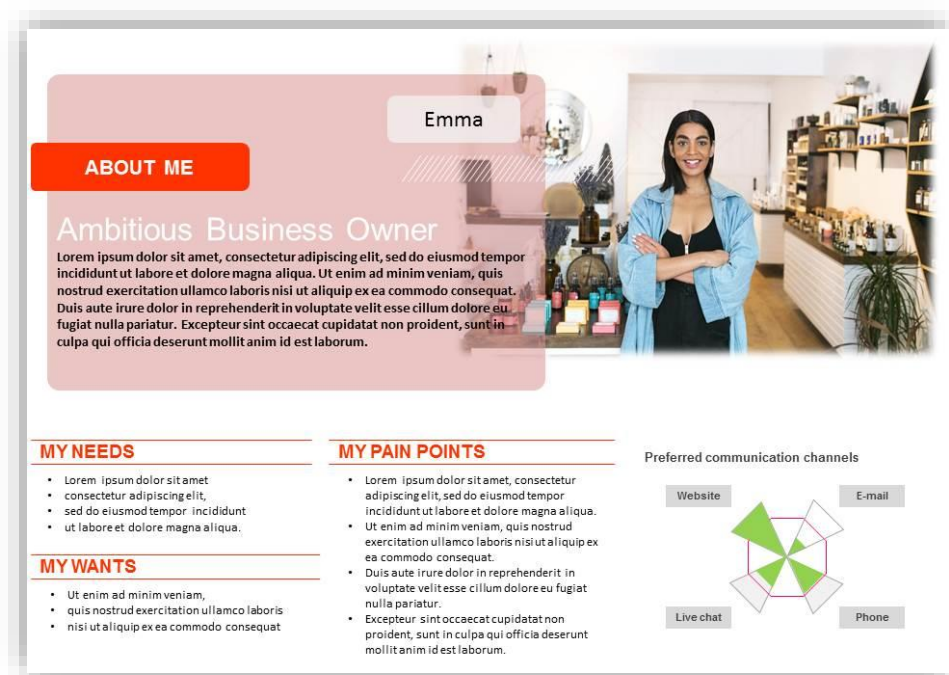 Emma
ABOUT ME
Ambitious Business Owner
Lorem ipsum dolor sit amet, consectetur adipiscing elit, sed do eiusmod tempor
incididunt ut labore et dolore magna aliqua. Ut enim ad minim veniam, quis
nostrud exercitation ullamco laboris nisi ut aliquip ex ea commodo consequat.
Duis aute irure dolor in reprehenderit in voluptate velit esse cillum dolore eu
fugiat nulla pariatur. Excepteur sint occaecat cupidatat non proident, sunt in
culpa qui officia deserunt mollit anim id est laborum.
MY NEEDS
• Lorem ipsum dolor sit amet
• consectetur adipiscing elit,
• sed do eiusmod tempor incididunt
• ut labore et dolore magna aliqua.
MY WANTS
• Ut enim ad minim veniam,
• quis nostrud exercitation ullamco laboris
• nisi ut aliquip ex ea commodo consequat
MY PAIN POINTS
• Lorem ipsum dolor sit amet, consectetur
adipiscing elit, sed do eiusmod tempor
incididunt ut labore et dolore magna aliqua.
• Ut enim ad minim veniam, quis nostrud
exercitation ullamco laboris nisi ut aliquip ex
ea commodo consequat.
• Duis aute irure dolor in reprehenderit in
voluptate velit esse cillum dolore eu fugiat
nulla pariatur.
• Excepteur sint occaecat cupidatat non
proident, sunt in culpa qui officia deserunt
mollit anim id est laborum.
Preferred communication channels
Website
E-mail
Live chat
Phone